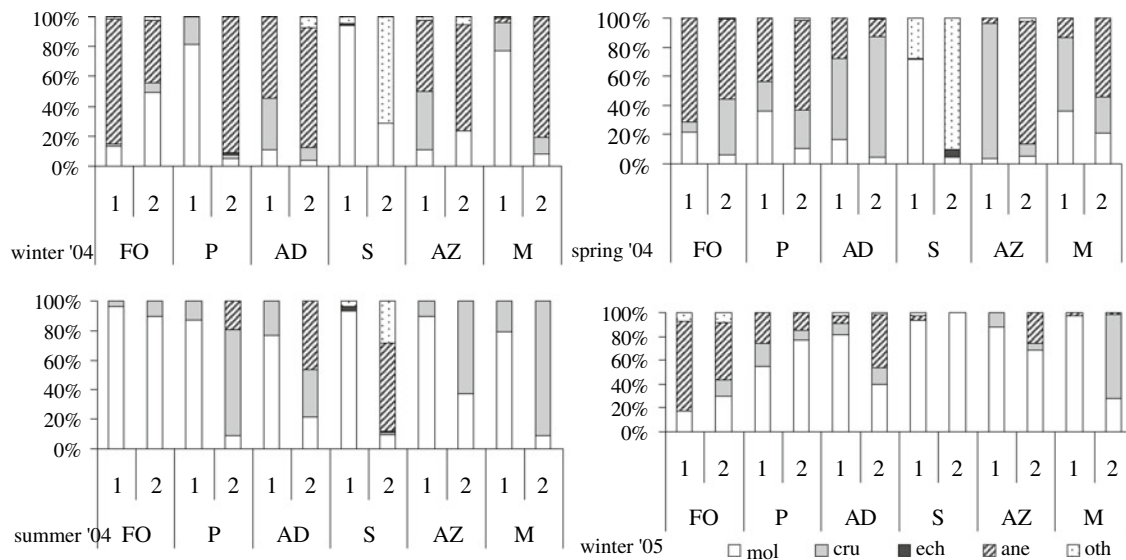 100%
80%
60%
40%
20%
0%
1 2 1 2 1 2 1 2 1 2 1 2
winter '04 FO P AD S AZ M
100%
80%
60%
40%
20%
0%
1 2 1 2 1 2 1 2 1 2 1 2
spring '04 FO P AD S AZ M
100%
80%
60%
40%
20%
0%
1 2 1 2 1 2 1 2 1 2 1 2
summer '04 FO P AD S AZ M
100%
80%
60%
40%
20%
0%
1 2 1 2 1 2 1 2 1 2 1 2
FO P AD S AZ M
winter '05 mol cru ech ane oth